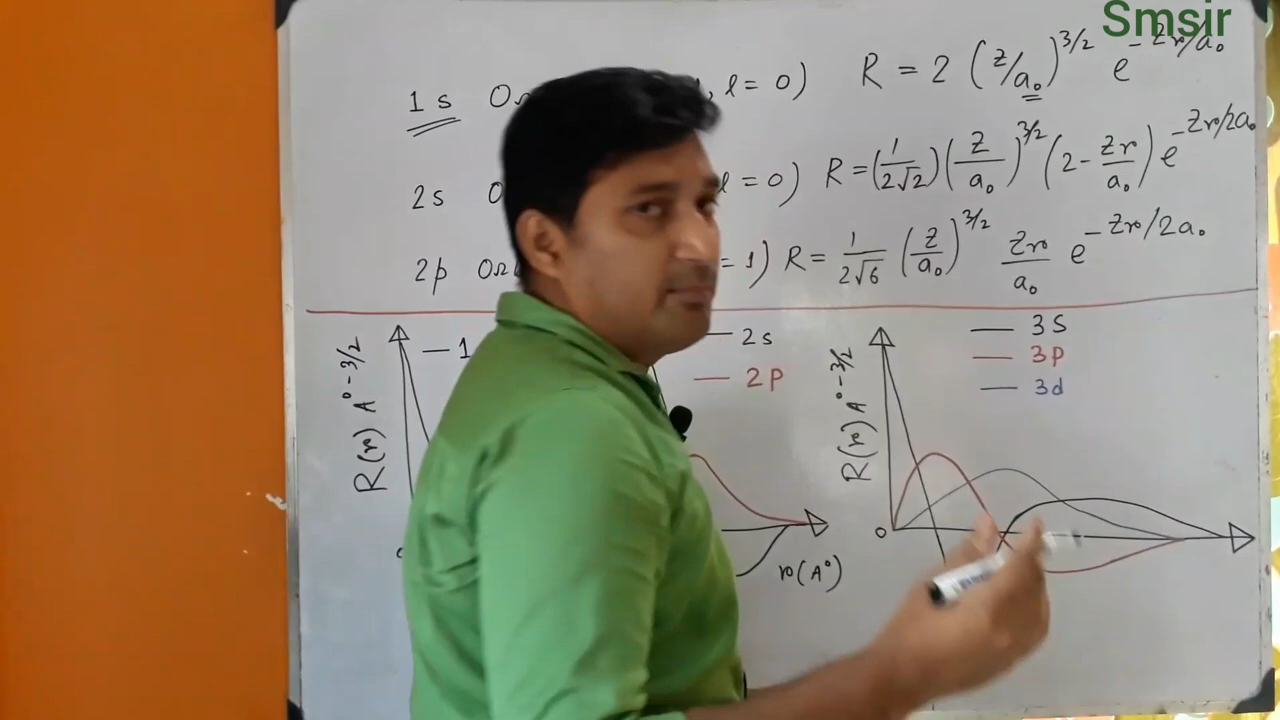 Smsir
1s , l = 0) R = 2 (z/a₀)^3/2 e^-Zr/a₀
2s l = 0) R = (1/2√2) (Z/a₀)^3/2 (2 - Zr/a₀) e^-Zr/2a₀
2p = 1) R = 1/2√6 (Z/a₀)^3/2 Zr/a₀ e^-Zr/2a₀
R(r) A°-3/2
— 1
— 2s
— 2p
r(A°)
R(r) A°-3/2
— 3s
— 3p
— 3d
0